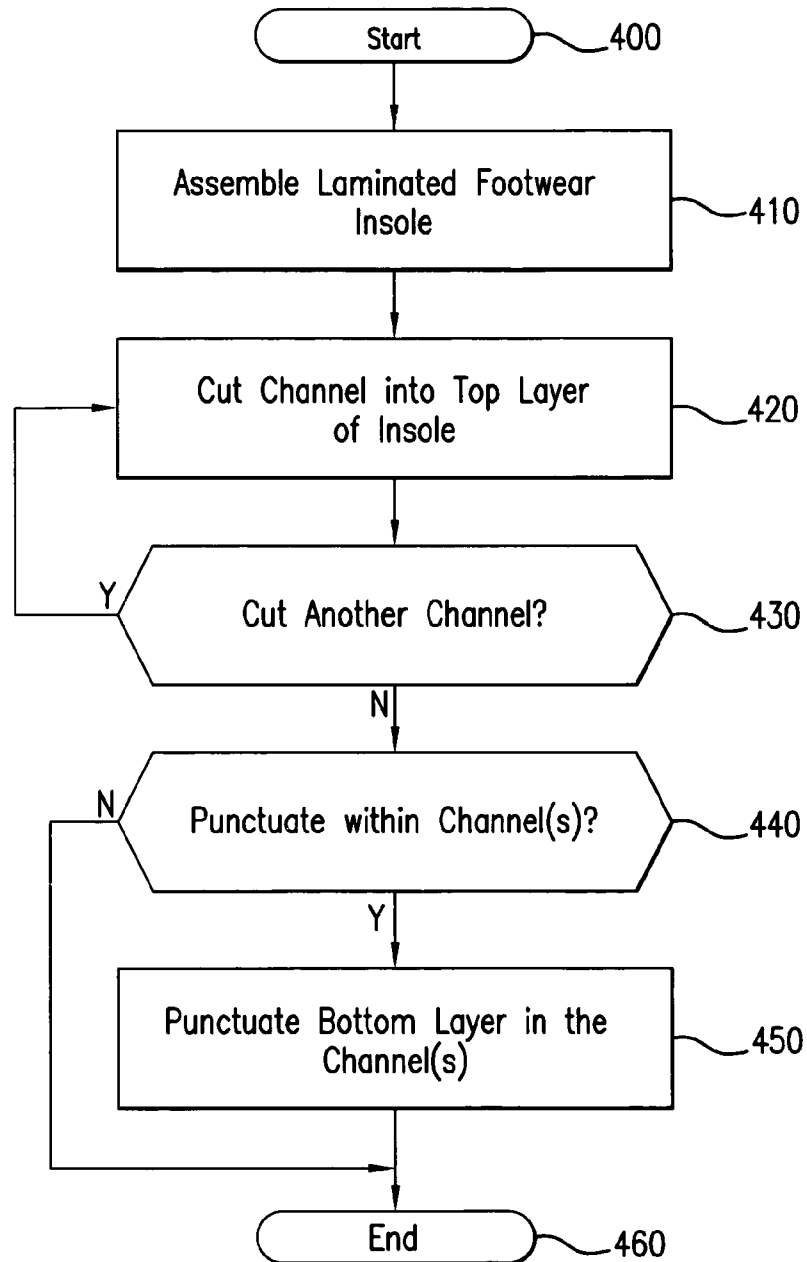 Start
400
Assemble Laminated Footwear
Insole
410
Cut Channel into Top Layer
of Insole
420
Y
Cut Another Channel?
430
N
N
Punctuate within Channel(s)?
440
Y
Punctuate Bottom Layer in the
Channel(s)
450
End
460